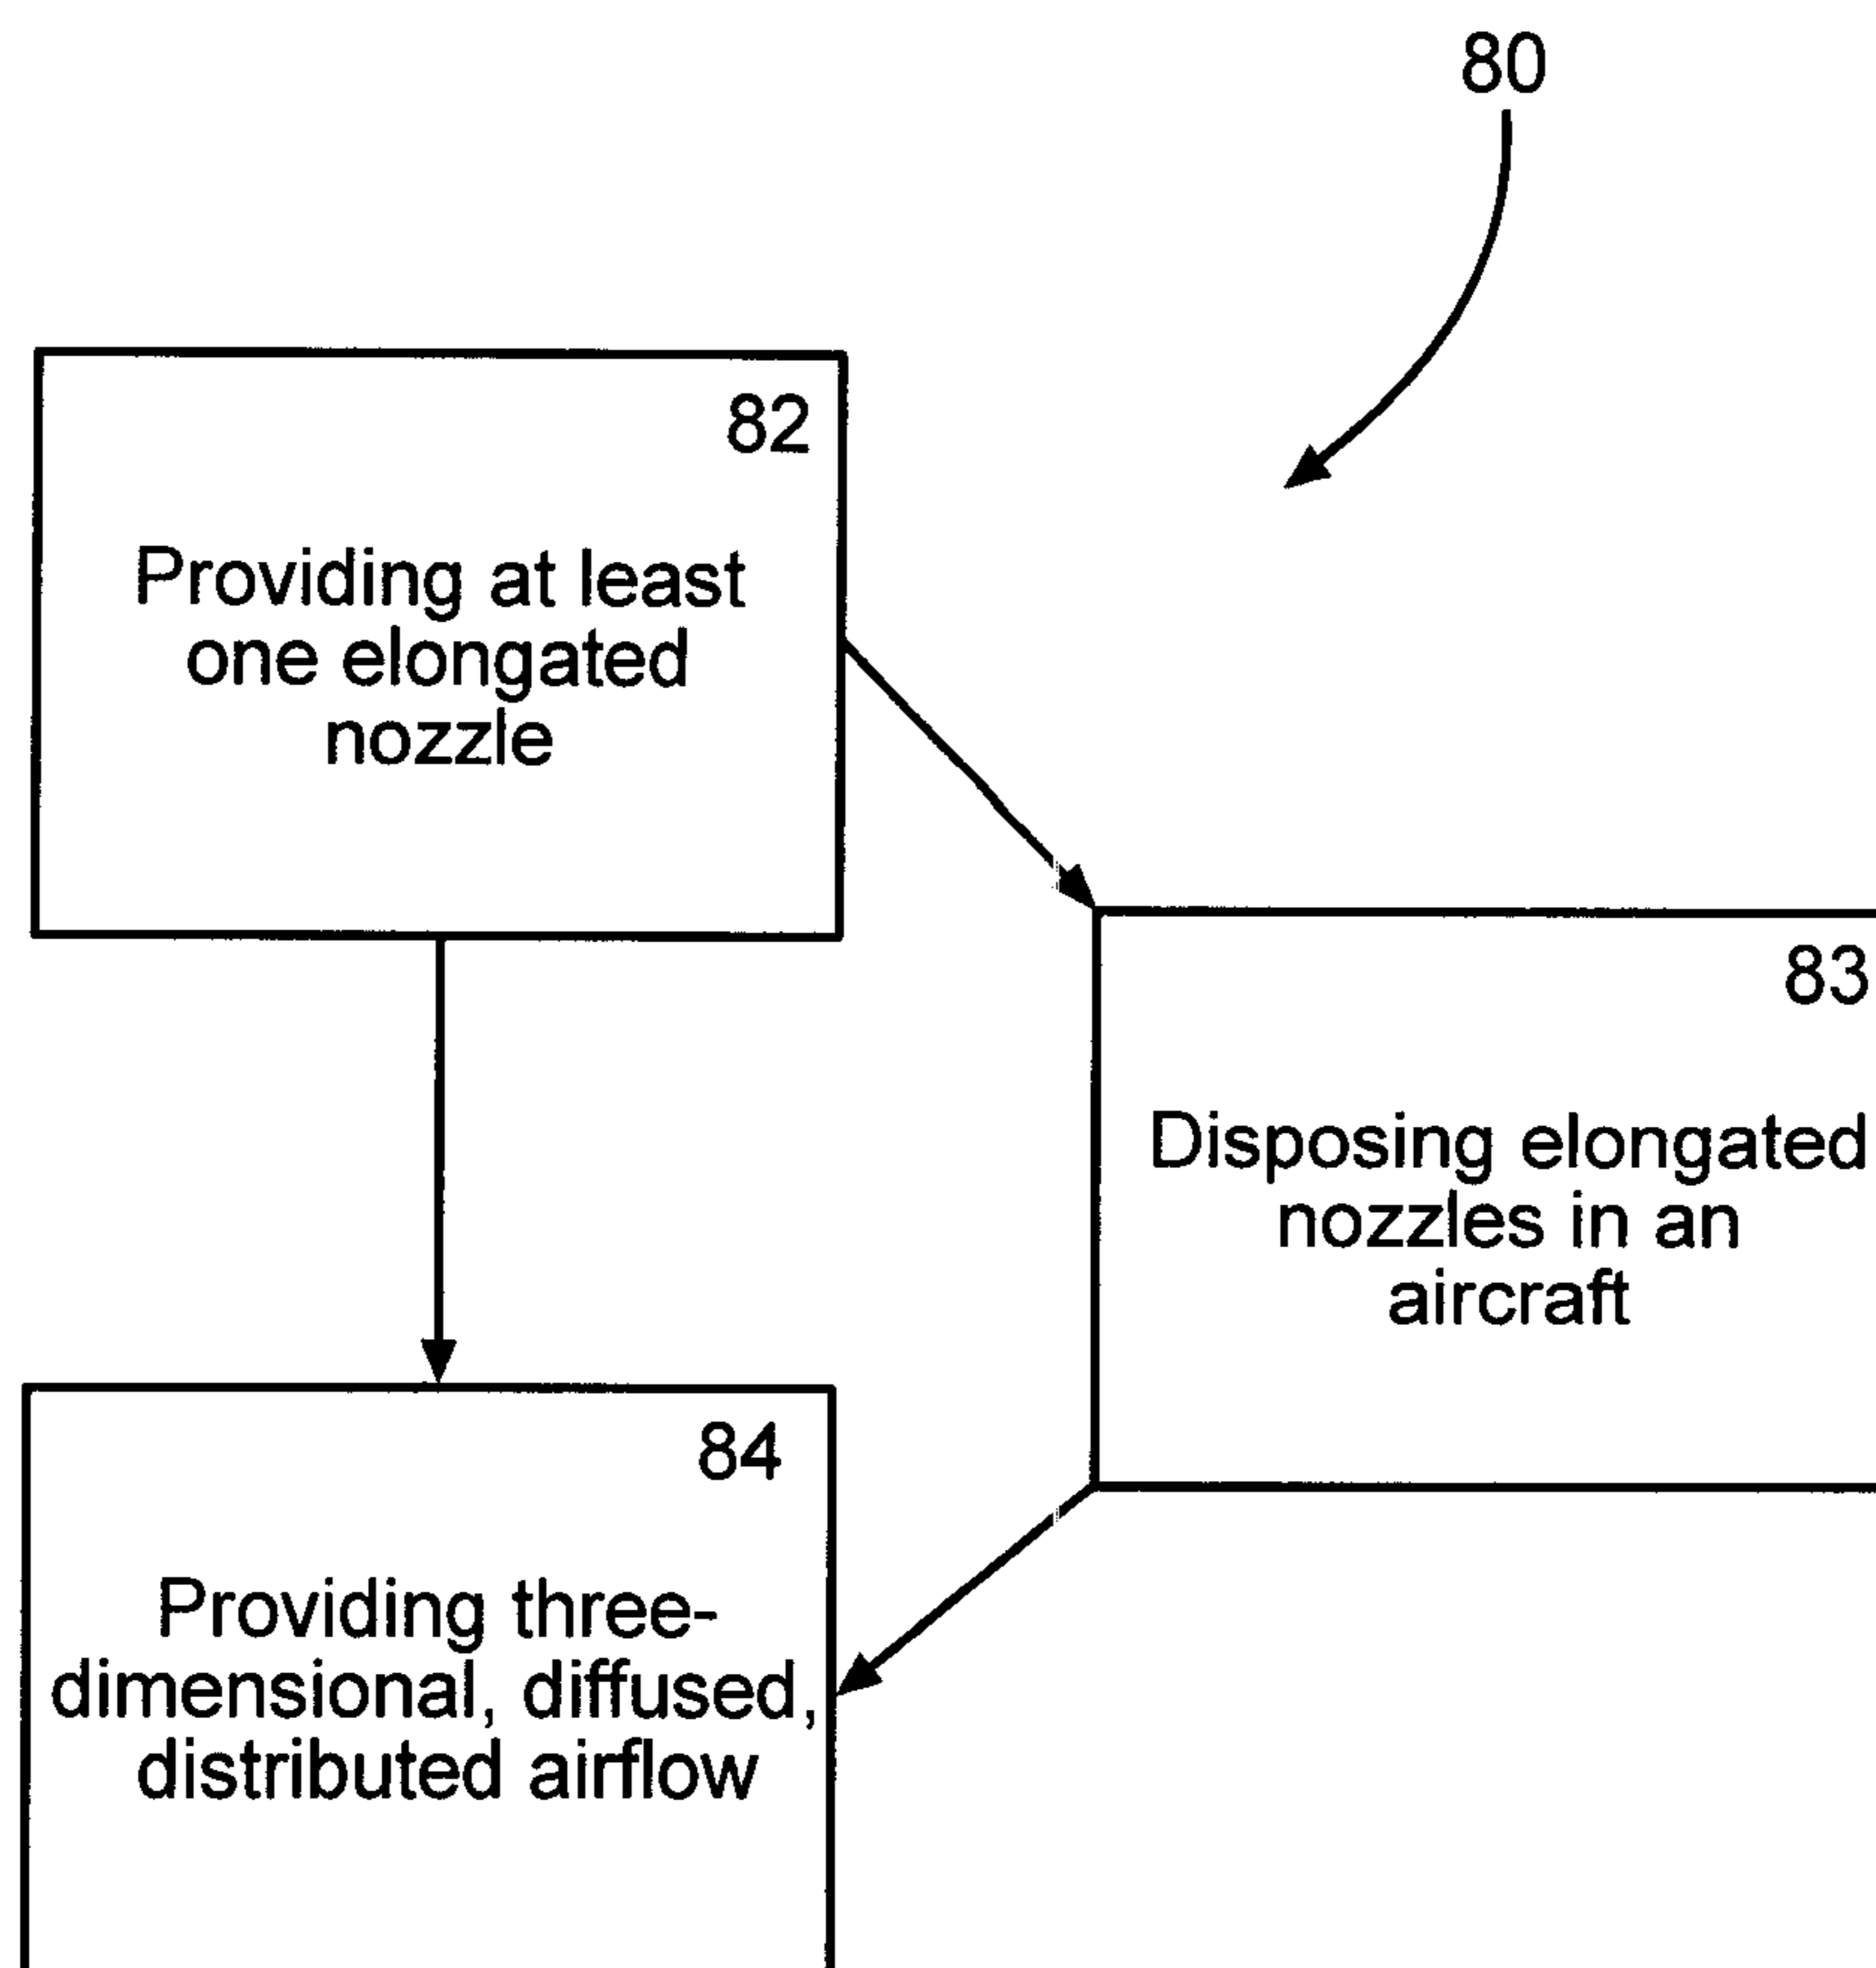 80
82
Providing at least
one elongated
nozzle
83
Disposing elongated
nozzles in an
aircraft
84
Providing three-
dimensional, diffused,
distributed airflow